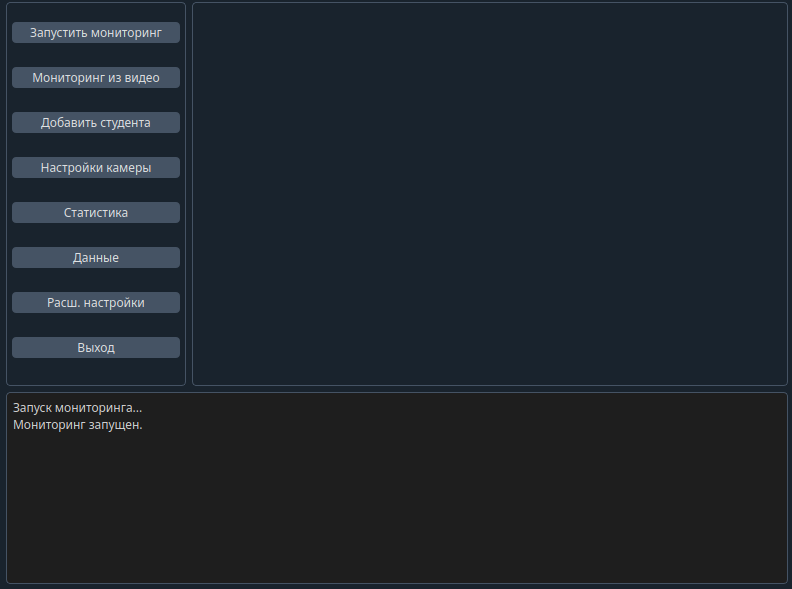 Запустить мониторинг
Мониторинг из видео
Добавить студента
Настройки камеры
Статистика
Данные
Расш. настройки
Выход
Запуск мониторинга...
Мониторинг запущен.